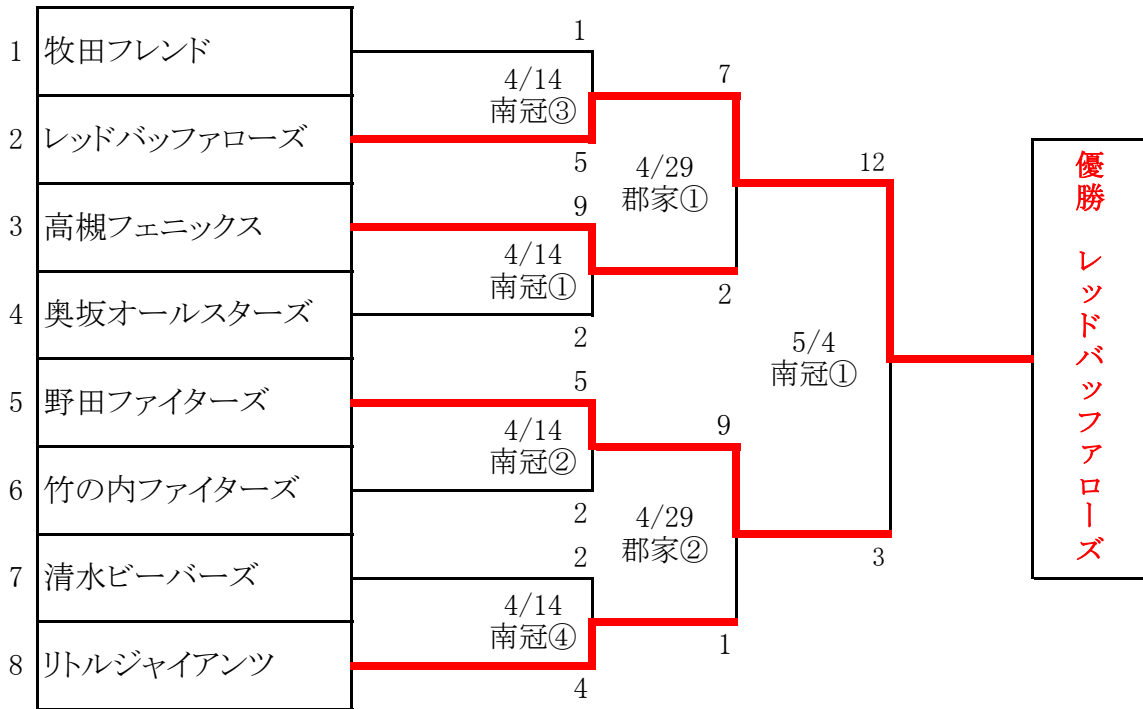 1 牧田フレンド
2 レッドバッファローズ
3 高槻フェニックス
4 奥坂オールスターズ
5 野田ファイターズ
6 竹の内ファイターズ
7 清水ビーバーズ
8 リトルジャイアンツ
1
4/14
南冠③
5
9
4/14
南冠①
2
5
4/14
南冠②
2
2
4/14
南冠④
4
7
4/29
郡家①
2
9
4/29
郡家②
1
12
5/4
南冠①
3
優勝 レッドバッファローズ